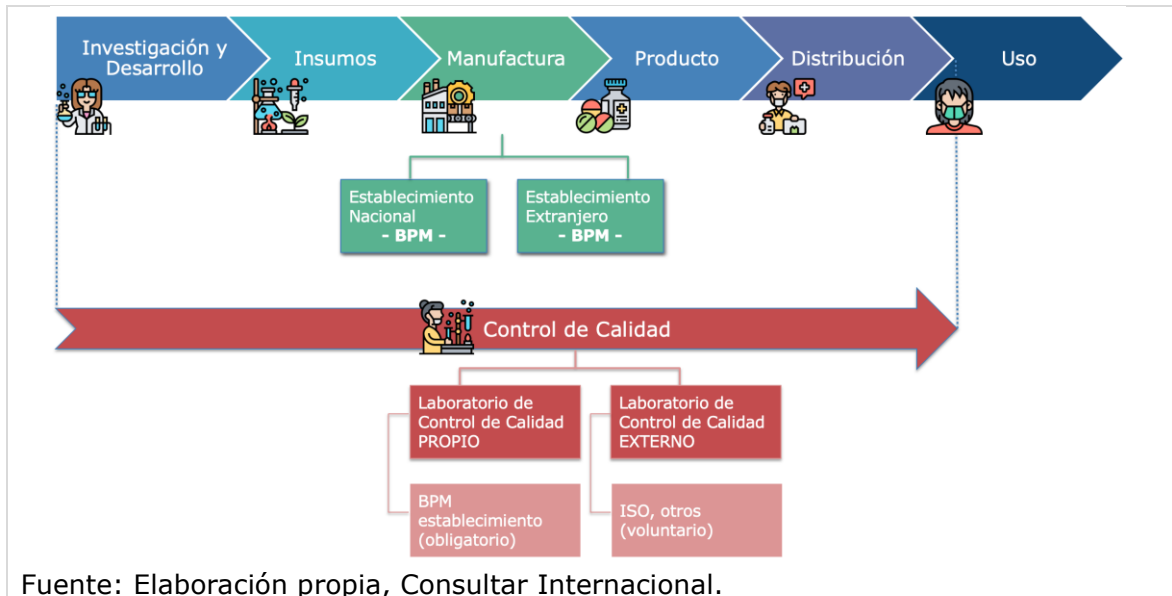 Investigación y
Desarrollo
Insumos
Manufactura
Producto
Distribución
Uso
Establecimiento
Nacional
- BPM -
Establecimiento
Extranjero
- BPM -
Control de Calidad
Laboratorio de
Control de Calidad
PROPIO
Laboratorio de
Control de Calidad
EXTERNO
BPM
establecimiento
(obligatorio)
ISO, otros
(voluntario)
Fuente: Elaboración propia, Consultar Internacional.